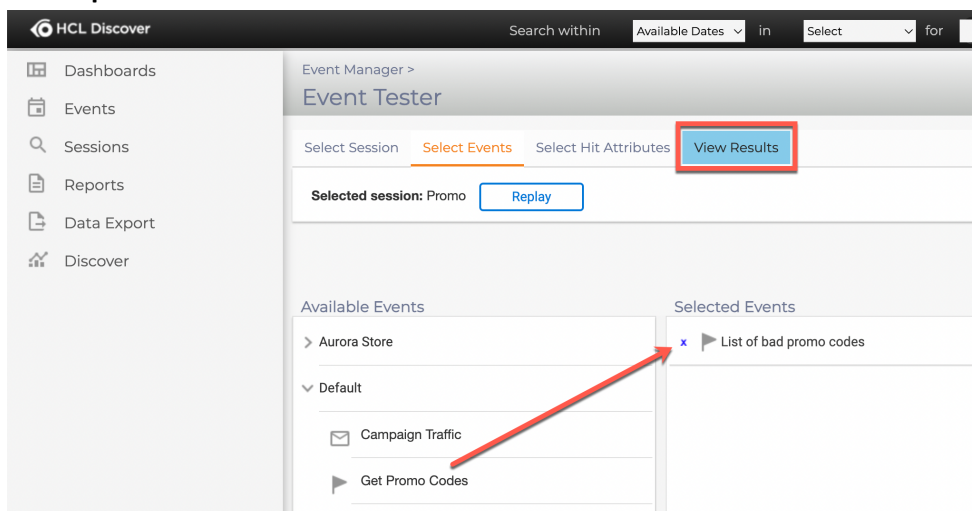 HCL Discover
Search within Available Dates in Select for
Dashboards
Events
Sessions
Reports
Data Export
Discover
Event Manager >
Event Tester
Select Session Select Events Select Hit Attributes View Results
Selected session: Promo Replay
Available Events
Aurora Store
Default
Campaign Traffic
Get Promo Codes
Selected Events
x List of bad promo codes